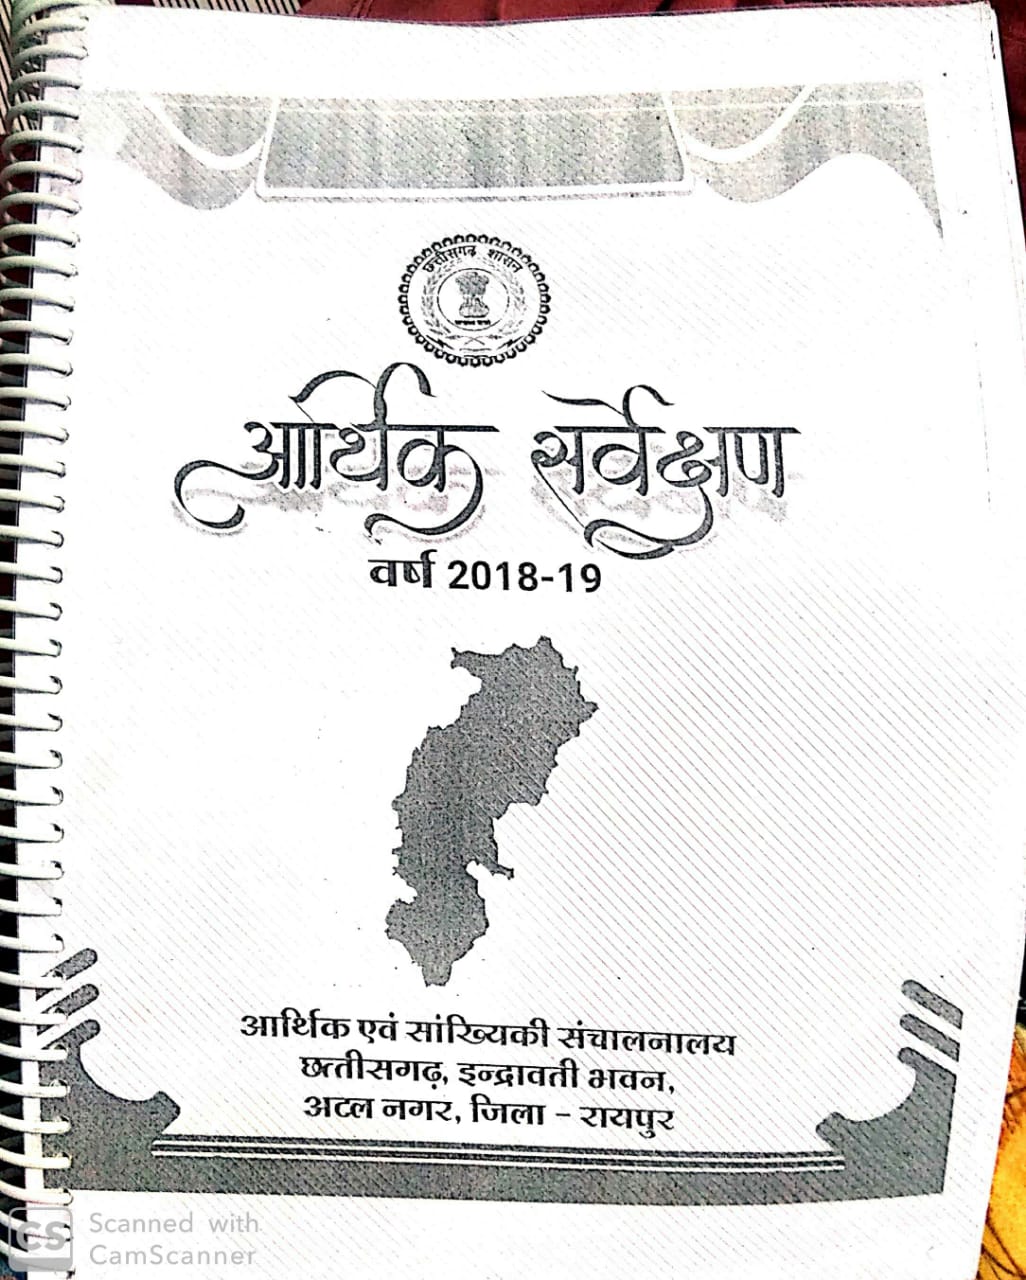 छत्तीसगढ़ शासन
आर्थिक सर्वेक्षण
वर्ष 2018-19
आर्थिक एवं सांख्यिकी संचालनालय
छत्तीसगढ़, इन्द्रावती भवन,
अटल नगर, जिला - रायपुर
CS Scanned with
CamScanner